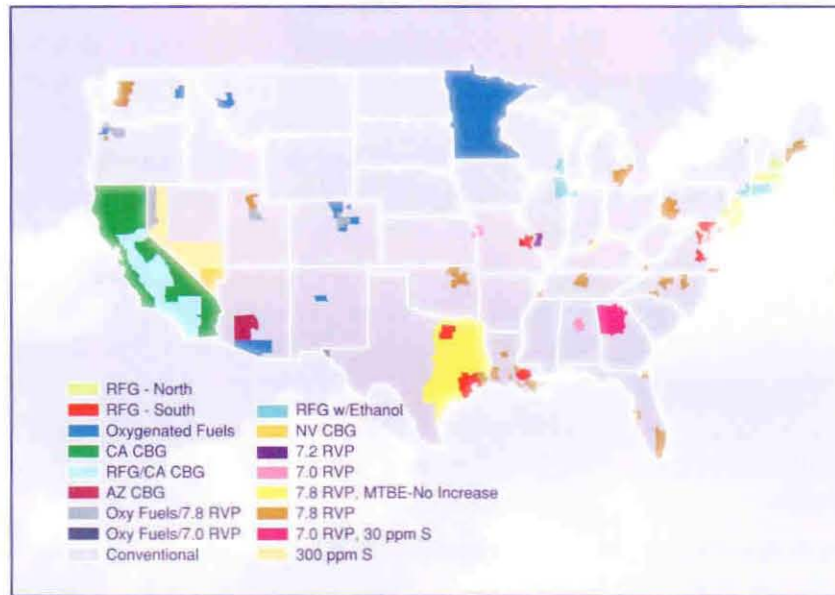 RFG - North
RFG - South
Oxygenated Fuels
CA CBG
RFG/CA CBG
AZ CBG
Oxy Fuels/7.8 RVP
Oxy Fuels/7.0 RVP
Conventional
RFG w/Ethanol
NV CBG
7.2 RVP
7.0 RVP
7.8 RVP, MTBE-No Increase
7.8 RVP
7.0 RVP, 30 ppm S
300 ppm S